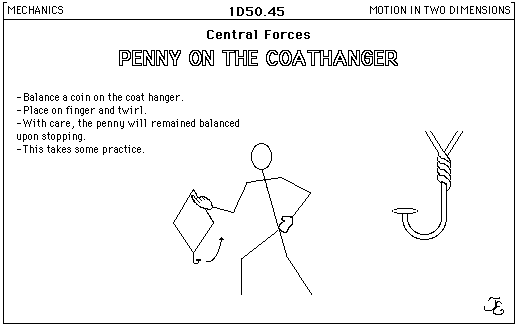 MECHANICS
1D50.45
MOTION IN TWO DIMENSIONS
Central Forces
PENNY ON THE COATHANGER
-Balance a coin on the coat hanger.
-Place on finger and twirl.
-With care, the penny will remained balanced
upon stopping.
-This takes some practice.